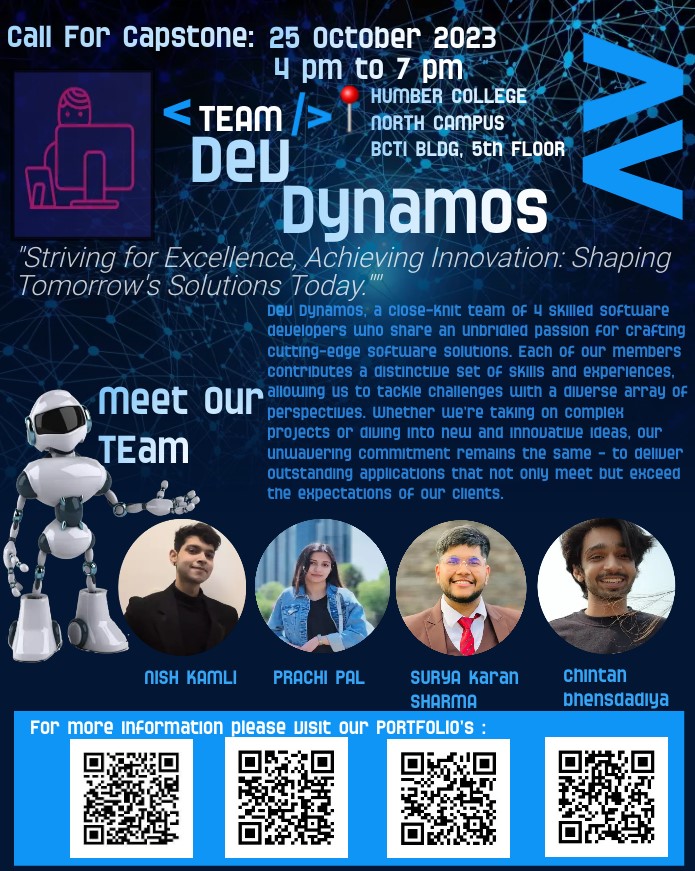 Call For Capstone: 25 October 2023
4 pm to 7 pm
HUMBER COLLEGE
NORTH CAMPUS
BCTI BLDG, 5th FLOOR
< TEAM />
Dev
Dynamos
"Striving for Excellence, Achieving Innovation: Shaping
Tomorrow's Solutions Today.""
Dev Dynamos, a close-knit team of 4 skilled software
developers who share an unbridled passion for crafting
cutting-edge software solutions. Each of our members
contributes a distinctive set of skills and experiences,
allowing us to tackle challenges with a diverse array of
perspectives. Whether we're taking on complex
projects or diving into new and innovative ideas, our
unwavering commitment remains the same - to deliver
outstanding applications that not only meet but exceed
the expectations of our clients.
Meet Our
TEam
NISH KAMLI
PRACHI PAL
SURYA Karan
SHARMA
Chintan
bhensdadiya
For more information please visit our PORTFOLIO's :